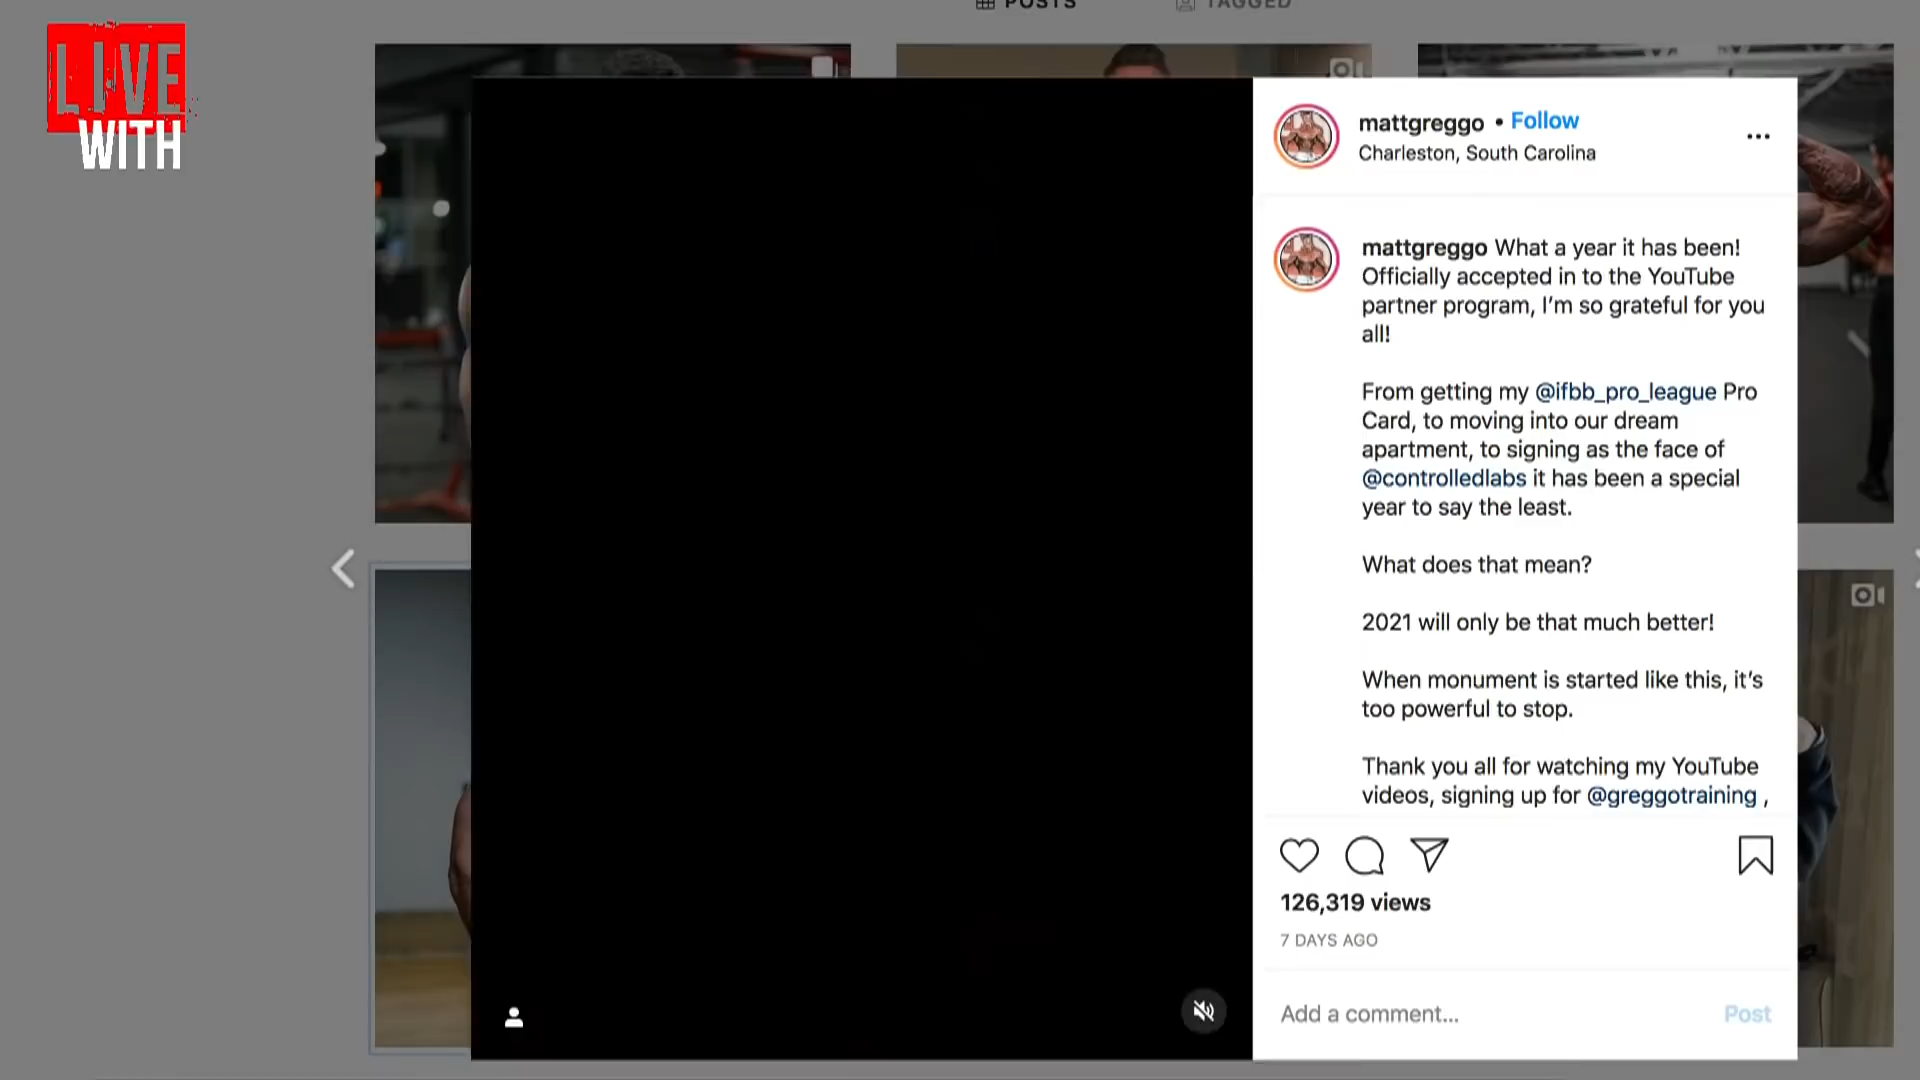 POSTS
TAGGED
LIVE
WITH
mattgreggo • Follow
Charleston, South Carolina
mattgreggo What a year it has been!
Officially accepted in to the YouTube
partner program, I'm so grateful for you
all!
From getting my @ifbb_pro_league Pro
Card, to moving into our dream
apartment, to signing as the face of
@controlledlabs it has been a special
year to say the least.
What does that mean?
2021 will only be that much better!
When monument is started like this, it's
too powerful to stop.
Thank you all for watching my YouTube
videos, signing up for @greggotraining ,
126,319 views
7 DAYS AGO
Add a comment...
Post